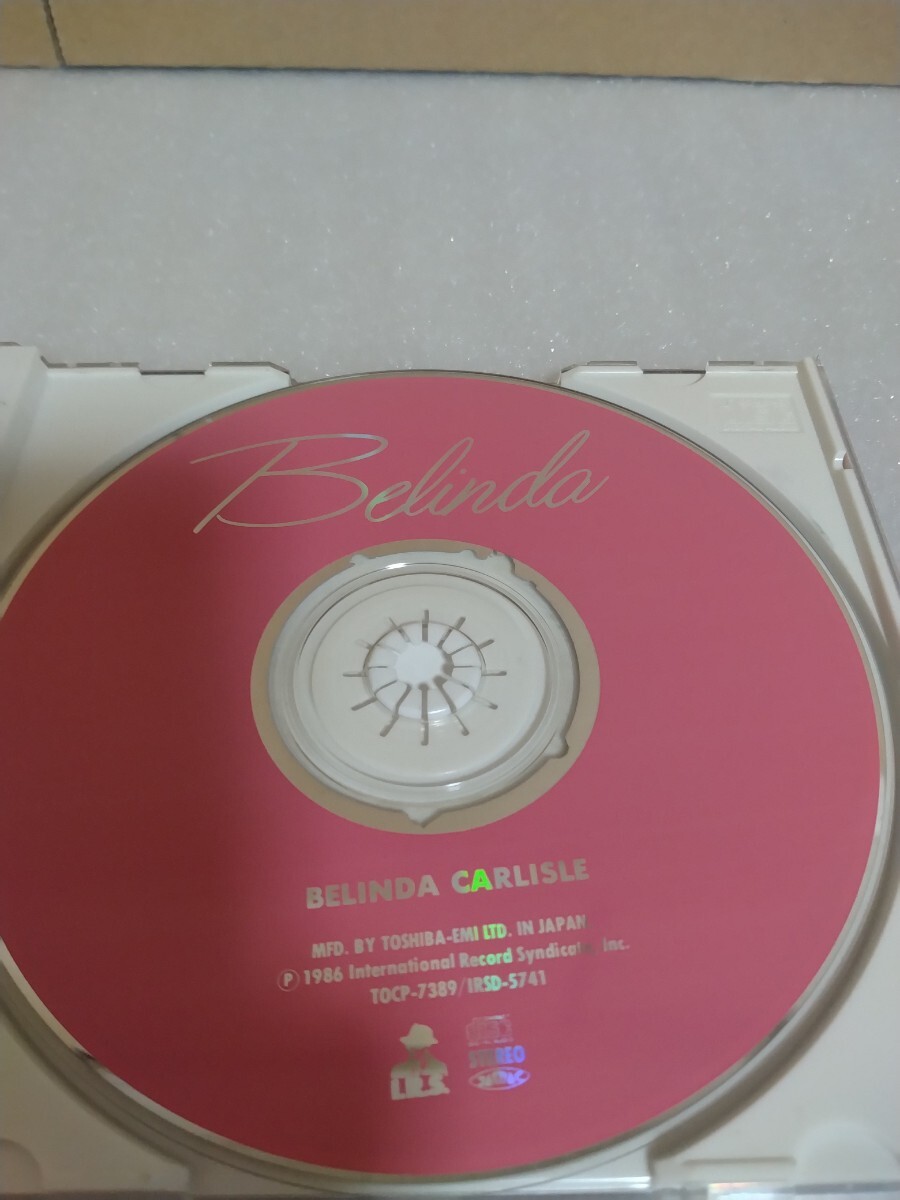 Belinda
BELINDA CARLISLE
MFD. BY TOSHIBA-EMI LTD. IN JAPAN
Ⓟ 1986 International Record Syndicate, Inc.
TOCP-7389/IRSD-5741
I.R.S.
STEREO